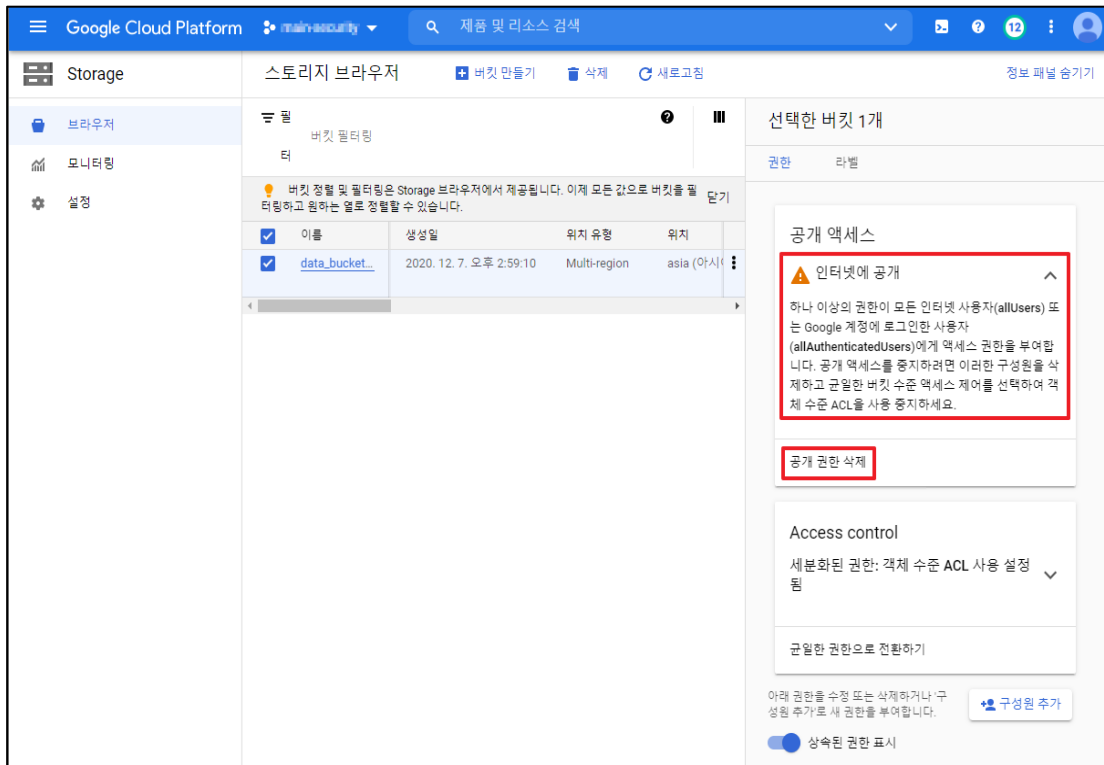 Google Cloud Platform
제품 및 리소스 검색
12
Storage
스토리지 브라우저
버킷 만들기
삭제
새로고침
정보 패널 숨기기
브라우저
모니터링
설정
필
터
버킷 필터링
버킷 정렬 및 필터링은 Storage 브라우저에서 제공됩니다. 이제 모든 값으로 버킷을 필
터링하고 원하는 열로 정렬할 수 있습니다.
닫기
이름 생성일 위치 유형 위치
data_bucket... 2020. 12. 7. 오후 2:59:10 Multi-region asia (아시
선택한 버킷 1개
권한 라벨
공개 액세스
인터넷에 공개
하나 이상의 권한이 모든 인터넷 사용자(allUsers) 또
는 Google 계정에 로그인한 사용자
(allAuthenticatedUsers)에게 액세스 권한을 부여합
니다. 공개 액세스를 중지하려면 이러한 구성원을 삭
제하고 균일한 버킷 수준 액세스 제어를 선택하여 객
체 수준 ACL을 사용 중지하세요.
공개 권한 삭제
Access control
세분화된 권한: 객체 수준 ACL 사용 설정
됨
균일한 권한으로 전환하기
아래 권한을 수정 또는 삭제하거나 '구
성원 추가'로 새 권한을 부여합니다.
구성원 추가
상속된 권한 표시